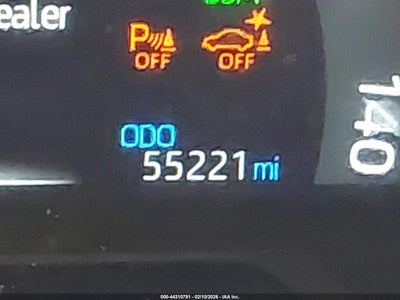 ealer
P OFF
OFF
140
ODO
55221 mi
000-44310791 - 02/10/2026 - IAA Inc.